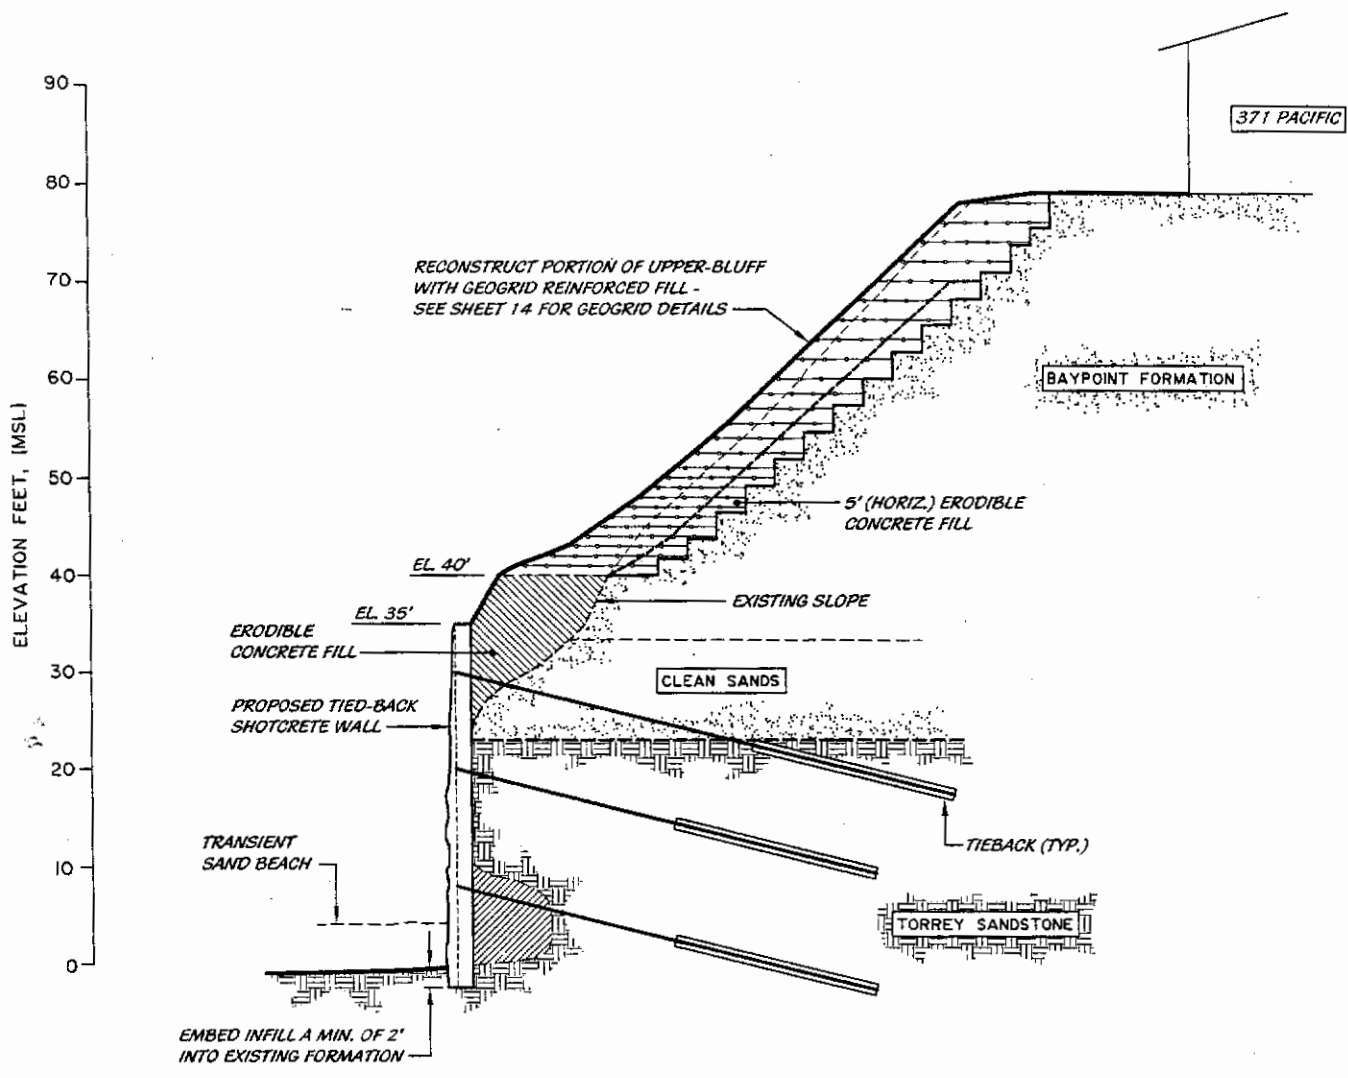 90
371 PACIFIC
80
RECONSTRUCT PORTION OF UPPER-BLUFF
WITH GEOGRID REINFORCED FILL -
SEE SHEET 14 FOR GEOGRID DETAILS
70
60
BAYPOINT FORMATION
ELEVATION FEET, [MSL]
50
5' (HORIZ.) ERODIBLE
CONCRETE FILL
EL. 40'
40
EXISTING SLOPE
EL. 35'
ERODIBLE
CONCRETE FILL
30
CLEAN SANDS
PROPOSED TIED-BACK
SHOTCRETE WALL
20
TRANSIENT
SAND BEACH
TIEBACK (TYP.)
10
TORREY SANDSTONE
0
EMBED INFILL A MIN. OF 2'
INTO EXISTING FORMATION